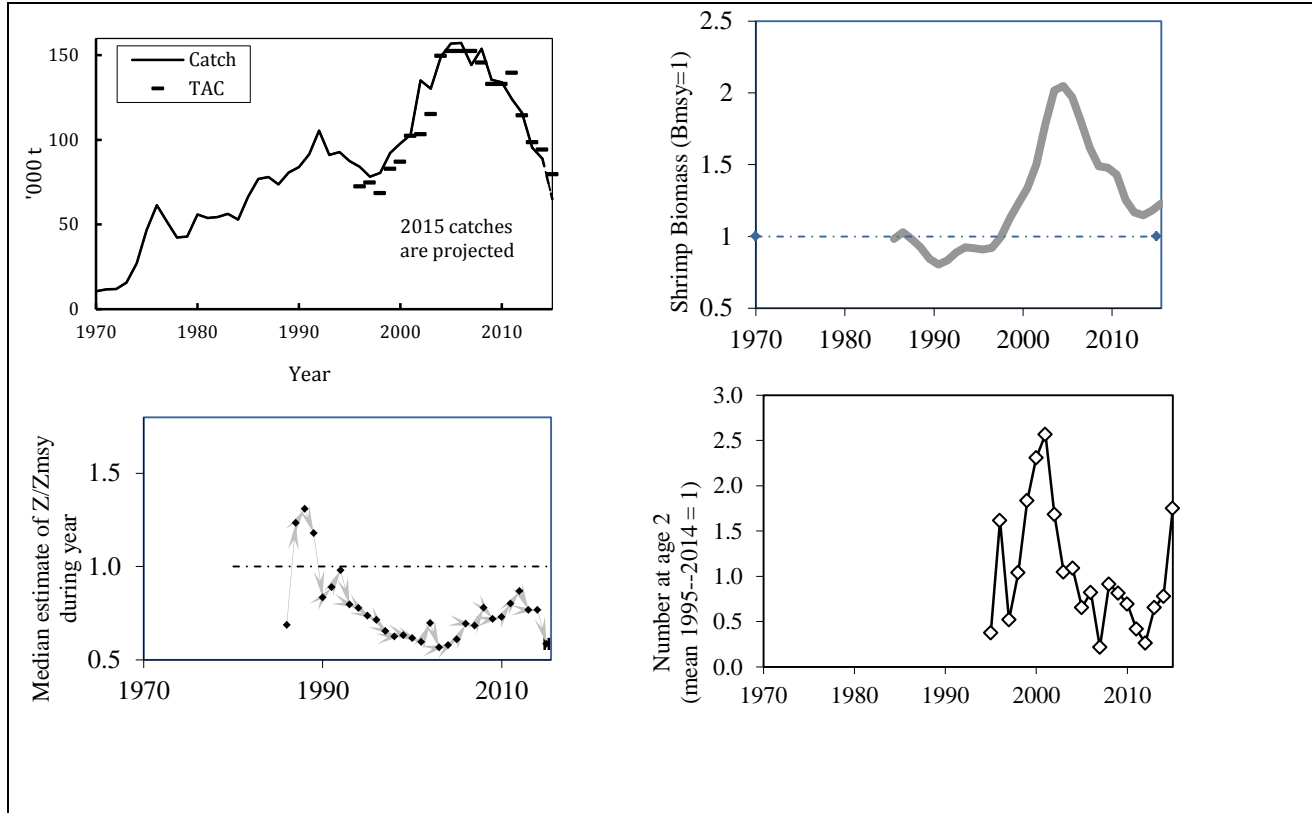 150
100
50
0
'000 t
Catch
TAC
2015 catches
are projected
1970 1980 1990 2000 2010
Year
2.5
2
1.5
1
0.5
Shrimp Biomass (Bmsy=1)
1970 1980 1990 2000 2010
1.5
1.0
0.5
Median estimate of Z/Zmsy
during year
1970 1990 2010
3.0
2.5
2.0
1.5
1.0
0.5
0.0
Number at age 2
(mean 1995--2014 = 1)
1970 1980 1990 2000 2010